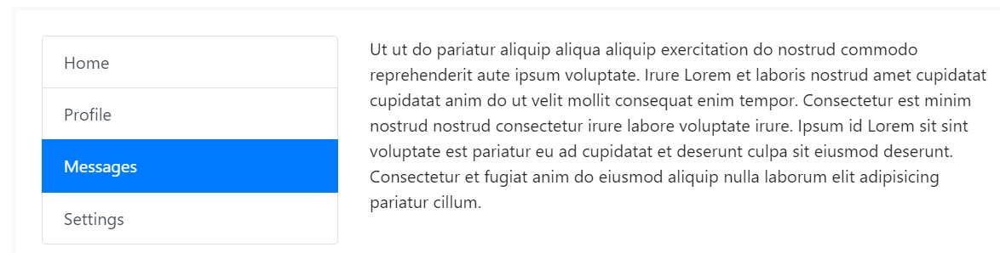 Home
Profile
Messages
Settings
Ut ut do pariatur aliquip aliqua aliquip exercitation do nostrud commodo
reprehenderit aute ipsum voluptate. Irure Lorem et laboris nostrud amet cupidatat
cupidatat anim do ut velit mollit consequat enim tempor. Consectetur est minim
nostrud nostrud consectetur irure labore voluptate irure. Ipsum id Lorem sit sint
voluptate est pariatur eu ad cupidatat et deserunt culpa sit eiusmod deserunt.
Consectetur et fugiat anim do eiusmod aliquip nulla laborum elit adipisicing
pariatur cillum.